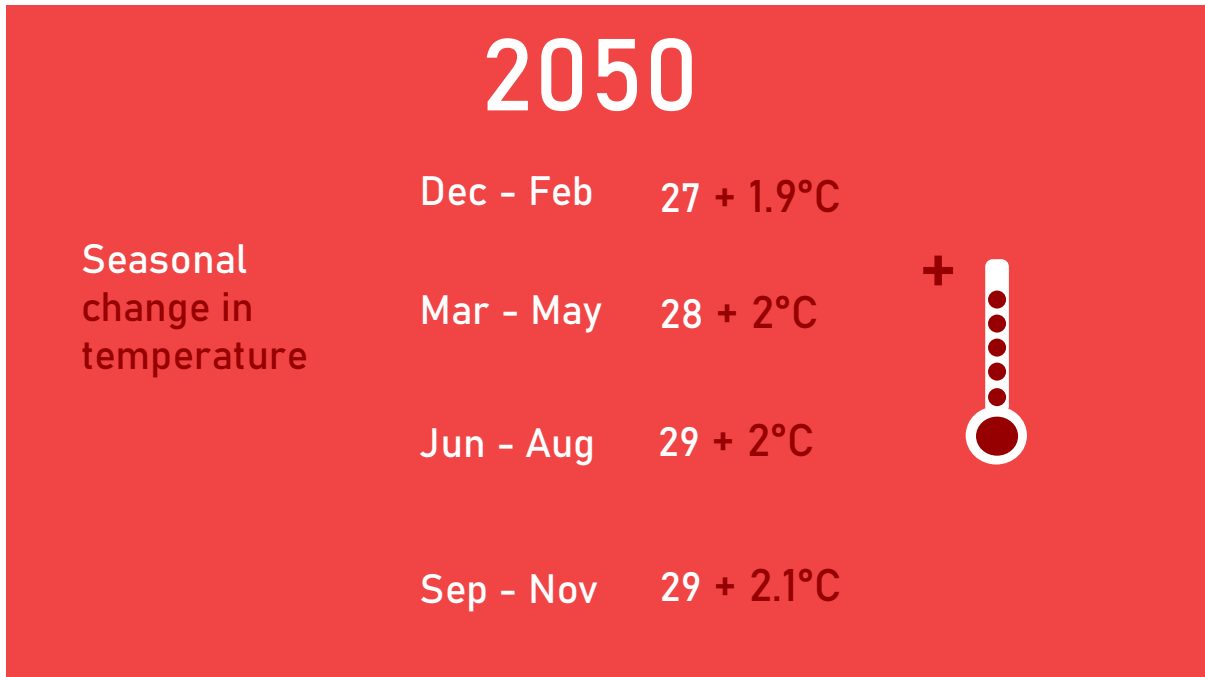 2050
Seasonal
change in
temperature
Dec - Feb 27 + 1.9°C
Mar - May 28 + 2°C
Jun - Aug 29 + 2°C
Sep - Nov 29 + 2.1°C
+